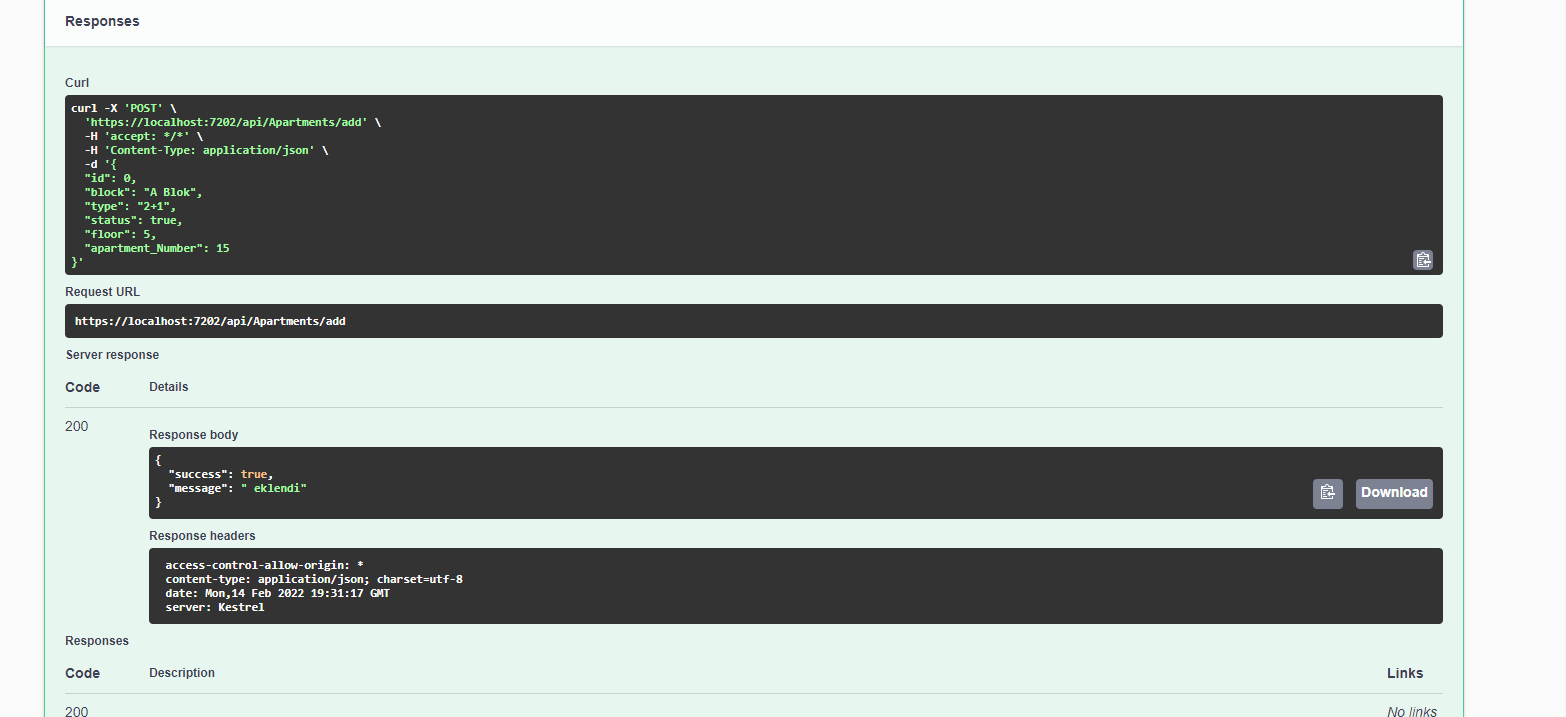 Responses
Curl
curl -X 'POST' \
  'https://localhost:7202/api/Apartments/add' \
  -H 'accept: */*' \
  -H 'Content-Type: application/json' \
  -d '{
  "id": 0,
  "block": "A Blok",
  "type": "2+1",
  "status": true,
  "floor": 5,
  "apartment_Number": 15
}'
Request URL
https://localhost:7202/api/Apartments/add
Server response
Code Details
200
Response body
{
  "success": true,
  "message": " eklendi"
}
Download
Response headers
access-control-allow-origin: *
content-type: application/json; charset=utf-8
date: Mon,14 Feb 2022 19:31:17 GMT
server: Kestrel
Responses
Code Description Links
200 No links